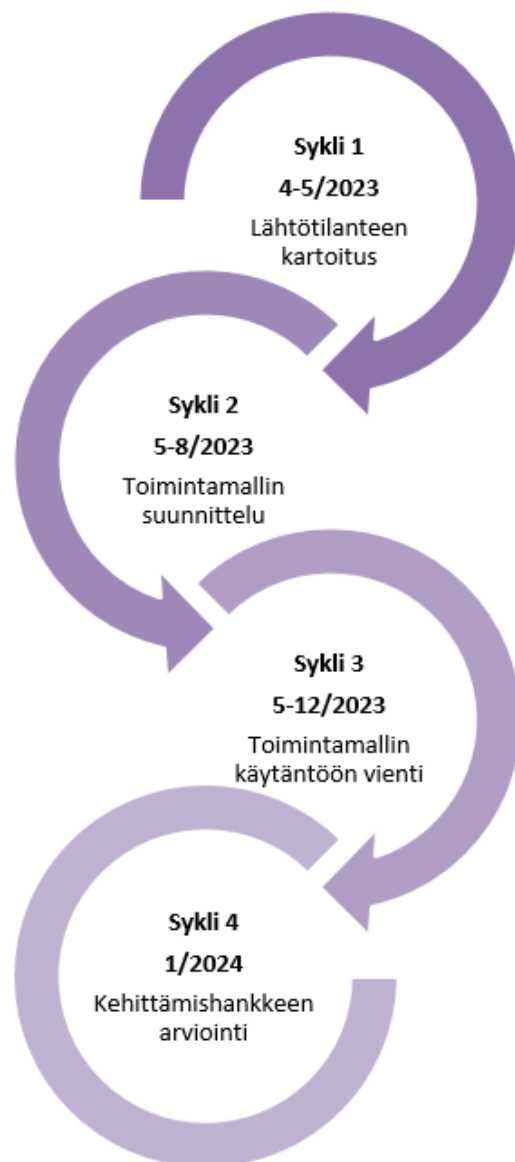 Sykli 1
4-5/2023
Lähtötilanteen
kartoitus
Sykli 2
5-8/2023
Toimintamallin
suunnittelu
Sykli 3
5-12/2023
Toimintamallin
käytäntöön vienti
Sykli 4
1/2024
Kehittämishankkeen
arviointi